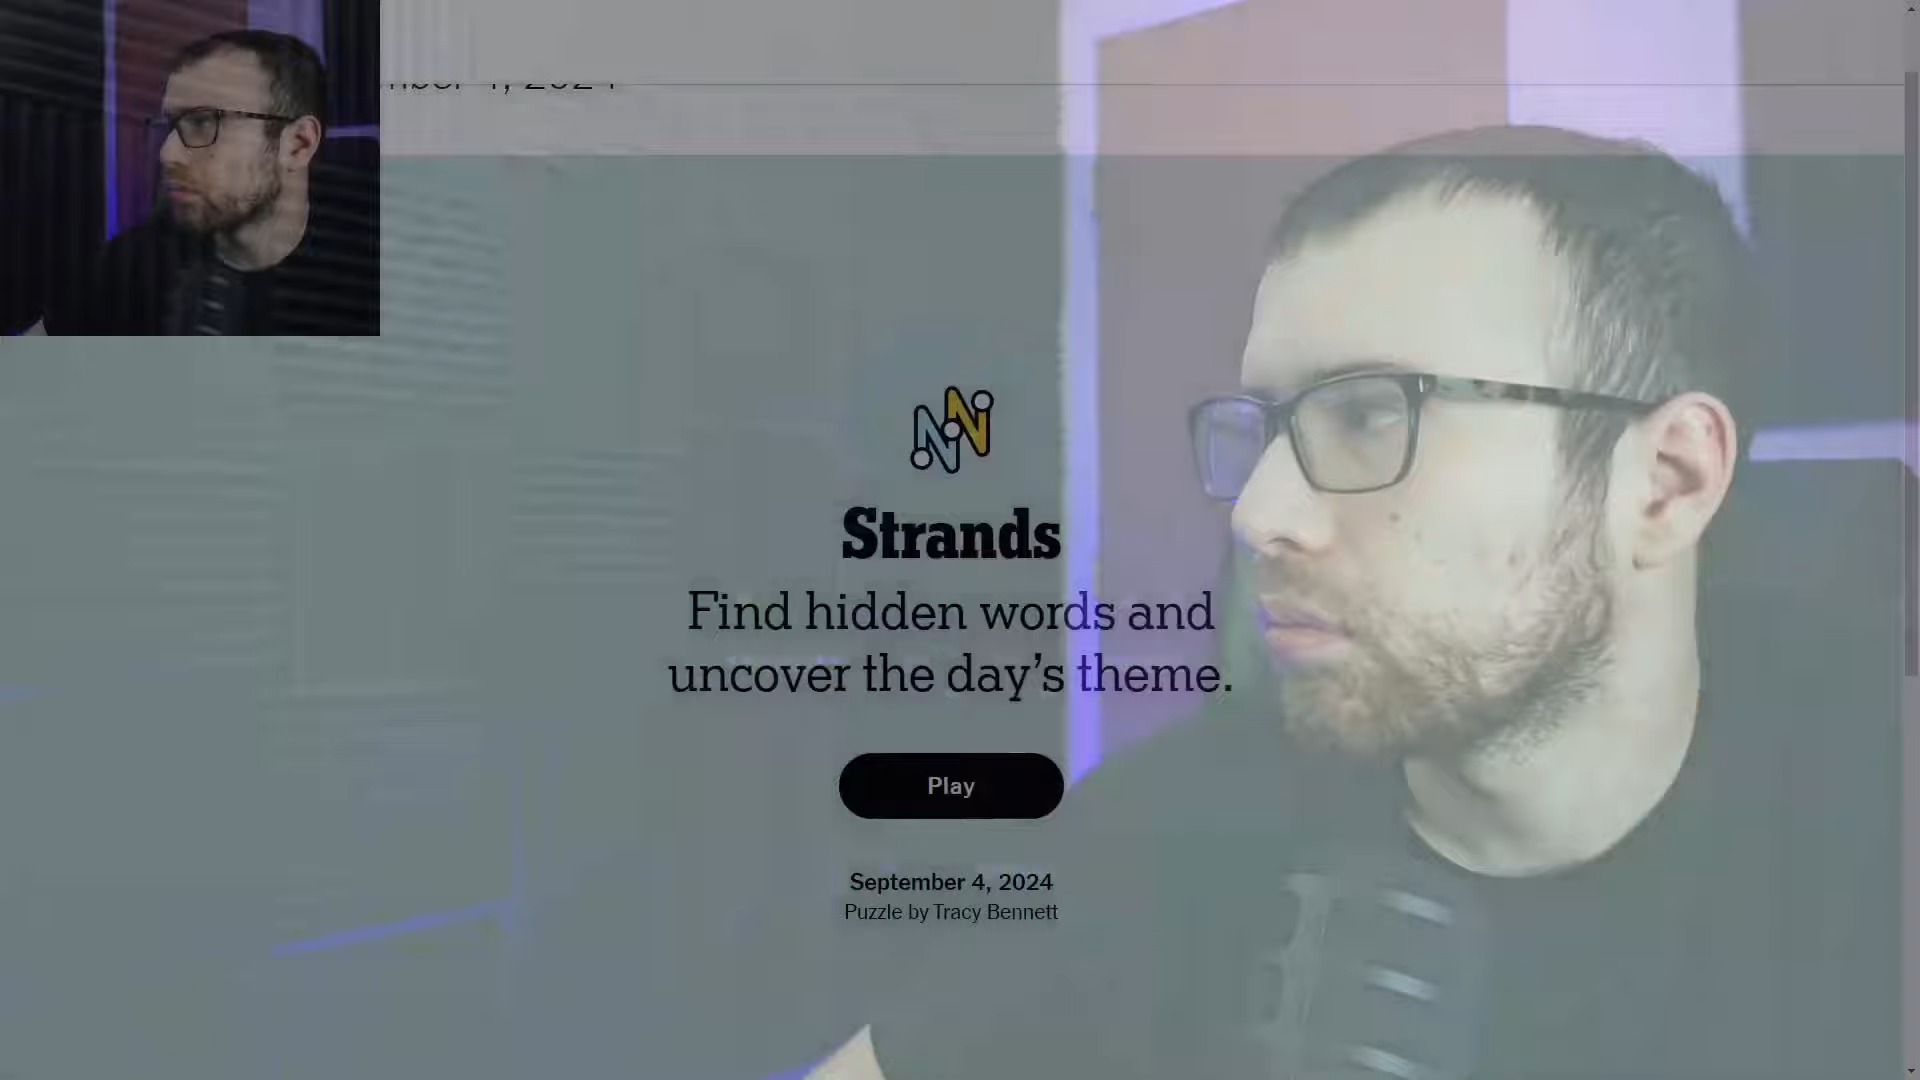 Strands
Find hidden words and
uncover the day’s theme.
Play
September 4, 2024
Puzzle by Tracy Bennett